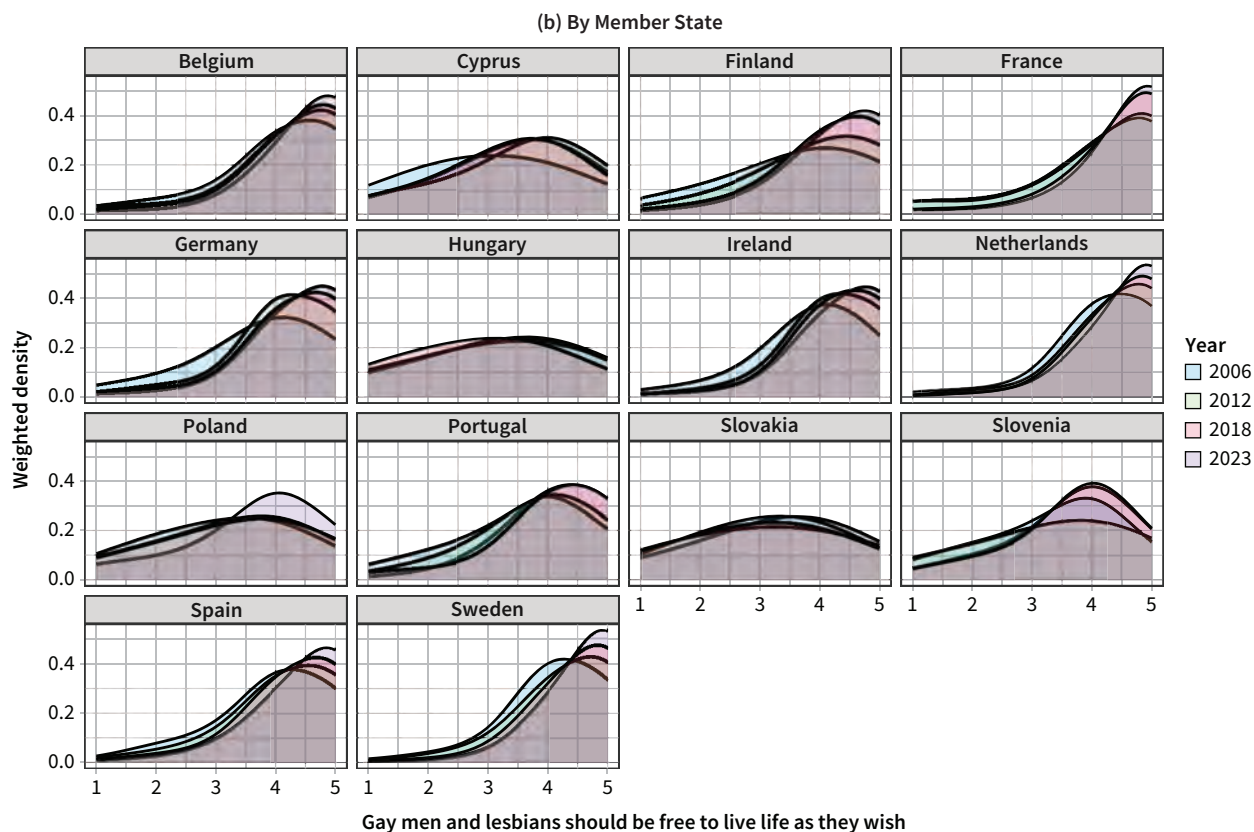 (b) By Member State
Belgium
Cyprus
Finland
France
0.4
0.2
0.0
Germany
Hungary
Ireland
Netherlands
0.4
0.2
0.0
Poland
Portugal
Slovakia
Slovenia
0.4
0.2
0.0
1 2 3 4 5
1 2 3 4 5
Spain
Sweden
0.4
0.2
0.0
1 2 3 4 5
1 2 3 4 5
Weighted density
Gay men and lesbians should be free to live life as they wish
Year
2006
2012
2018
2023